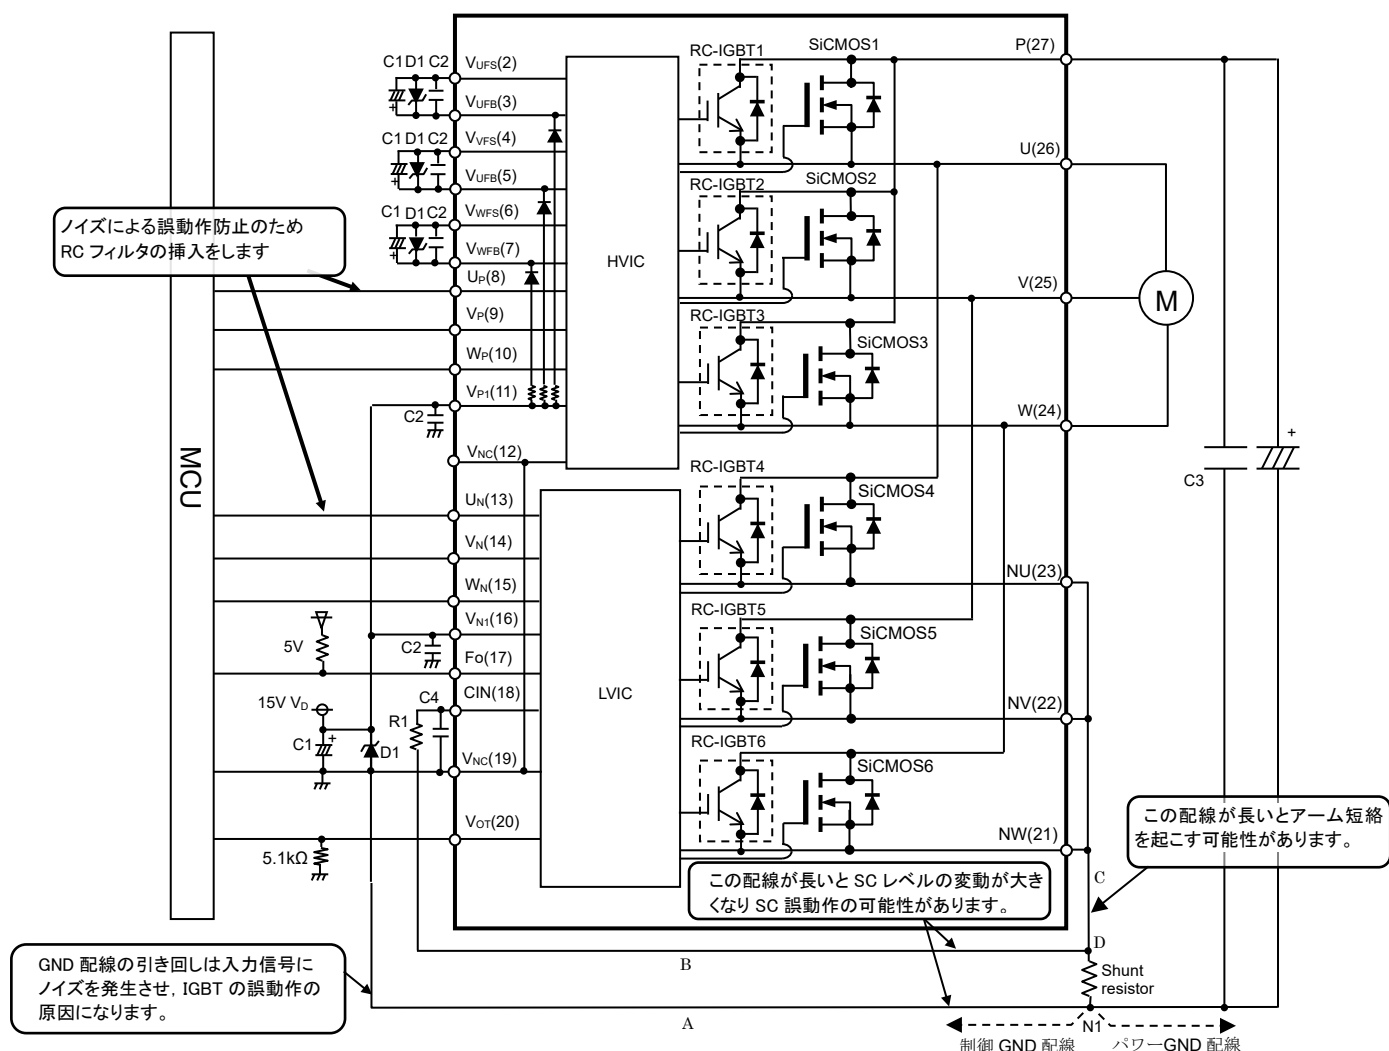 MCU
C1 D1 C2
VUFS(2)
VUFB(3)
C1 D1 C2
VVFS(4)
VUFB(5)
C1 D1 C2
VWFS(6)
VWFB(7)
UP(8)
VP(9)
WP(10)
VP1(11)
C2
VNC(12)
UN(13)
VN(14)
WN(15)
VN1(16)
C2
5V
Fo(17)
CIN(18)
C4
R1
15V VD
C1
+
D1
VNC(19)
VOT(20)
5.1kΩ
HVIC
LVIC
RC-IGBT1
SiCMOS1
RC-IGBT2
SiCMOS2
RC-IGBT3
SiCMOS3
RC-IGBT4
SiCMOS4
RC-IGBT5
SiCMOS5
RC-IGBT6
SiCMOS6
P(27)
U(26)
V(25)
W(24)
NU(23)
NV(22)
NW(21)
M
C3
+
ノイズによる誤動作防止のため
RC フィルタの挿入をします
この配線が長いとアーム短絡
を起こす可能性があります。
この配線が長いと SC レベルの変動が大き
くなり SC 誤動作の可能性があります。
GND 配線の引き回しは入力信号に
ノイズを発生させ, IGBT の誤動作の
原因になります。
A
B
C
D
Shunt
resistor
N1
制御 GND 配線
パワーGND 配線